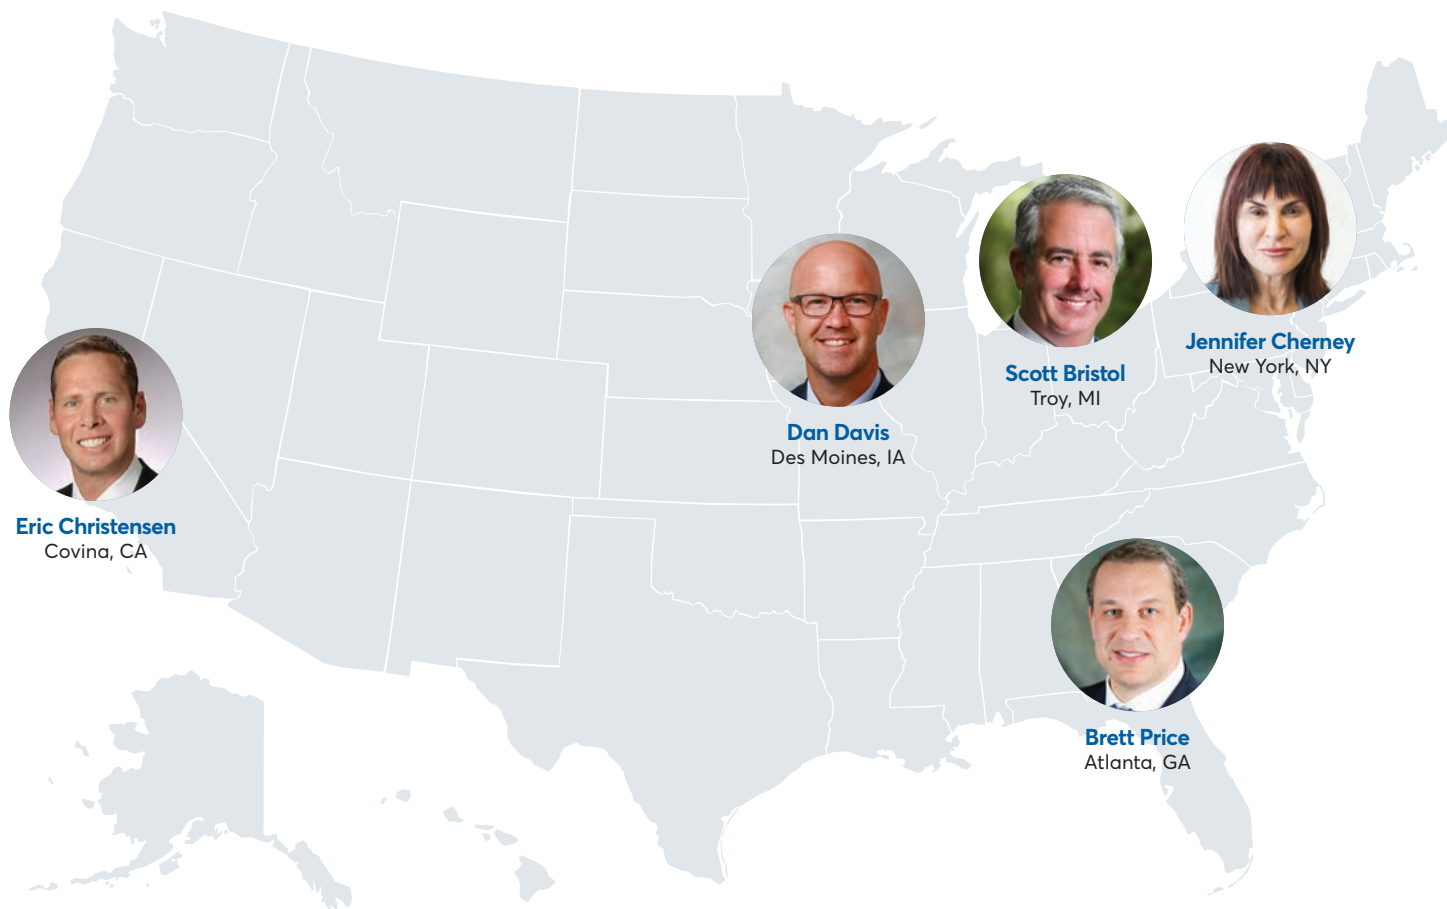 Jennifer Cherney
New York, NY
Scott Bristol
Troy, MI
Dan Davis
Des Moines, IA
Eric Christensen
Covina, CA
Brett Price
Atlanta, GA